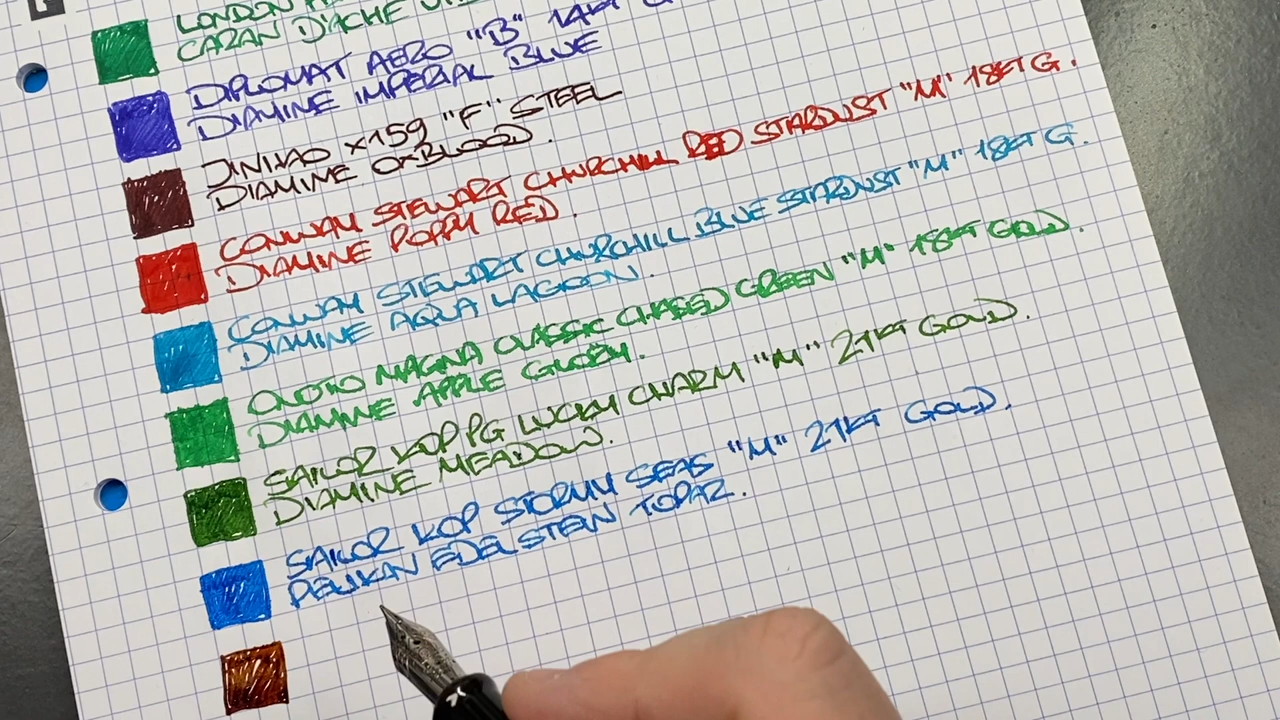 LONDON
CARAN D'ACHE
DIPLOMAT AERO "B" 14KT G
DIAMINE IMPERIAL BLUE
JINHAO X159 "F" STEEL
DIAMINE OXBLOOD.
CONWAY STEWART CHURCHILL RED STARDUST "M" 18KT G.
DIAMINE POPPY RED.
CONWAY STEWART CHURCHILL BLUE STARDUST "M" 18KT G.
DIAMINE AQUA LAGOON.
ONOTO MAGNA CLASSIC CHASED GREEN "M" 18KT GOLD.
DIAMINE APPLE GLORY.
SAILOR KOP PG LUCKY CHARM "M" 21KT GOLD.
DIAMINE MEADOW.
SAILOR KOP STORMY SEAS "M" 21KT GOLD.
PELIKAN EDELSTEIN TOPAZ.